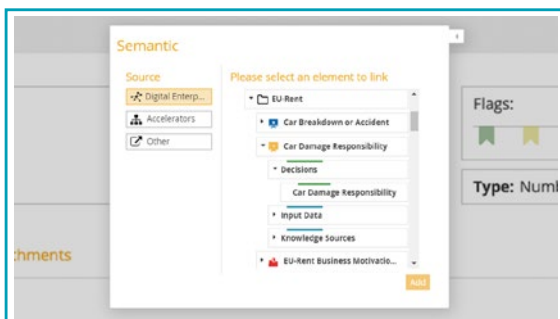 Semantic
Source
Digital Enterp...
Accelerators
Other
Please select an element to link
EU-Rent
Car Breakdown or Accident
Car Damage Responsibility
Decisions
Car Damage Responsibility
Input Data
Knowledge Sources
EU-Rent Business Motivatio...
Add
Flags:
Type: Numb
chments